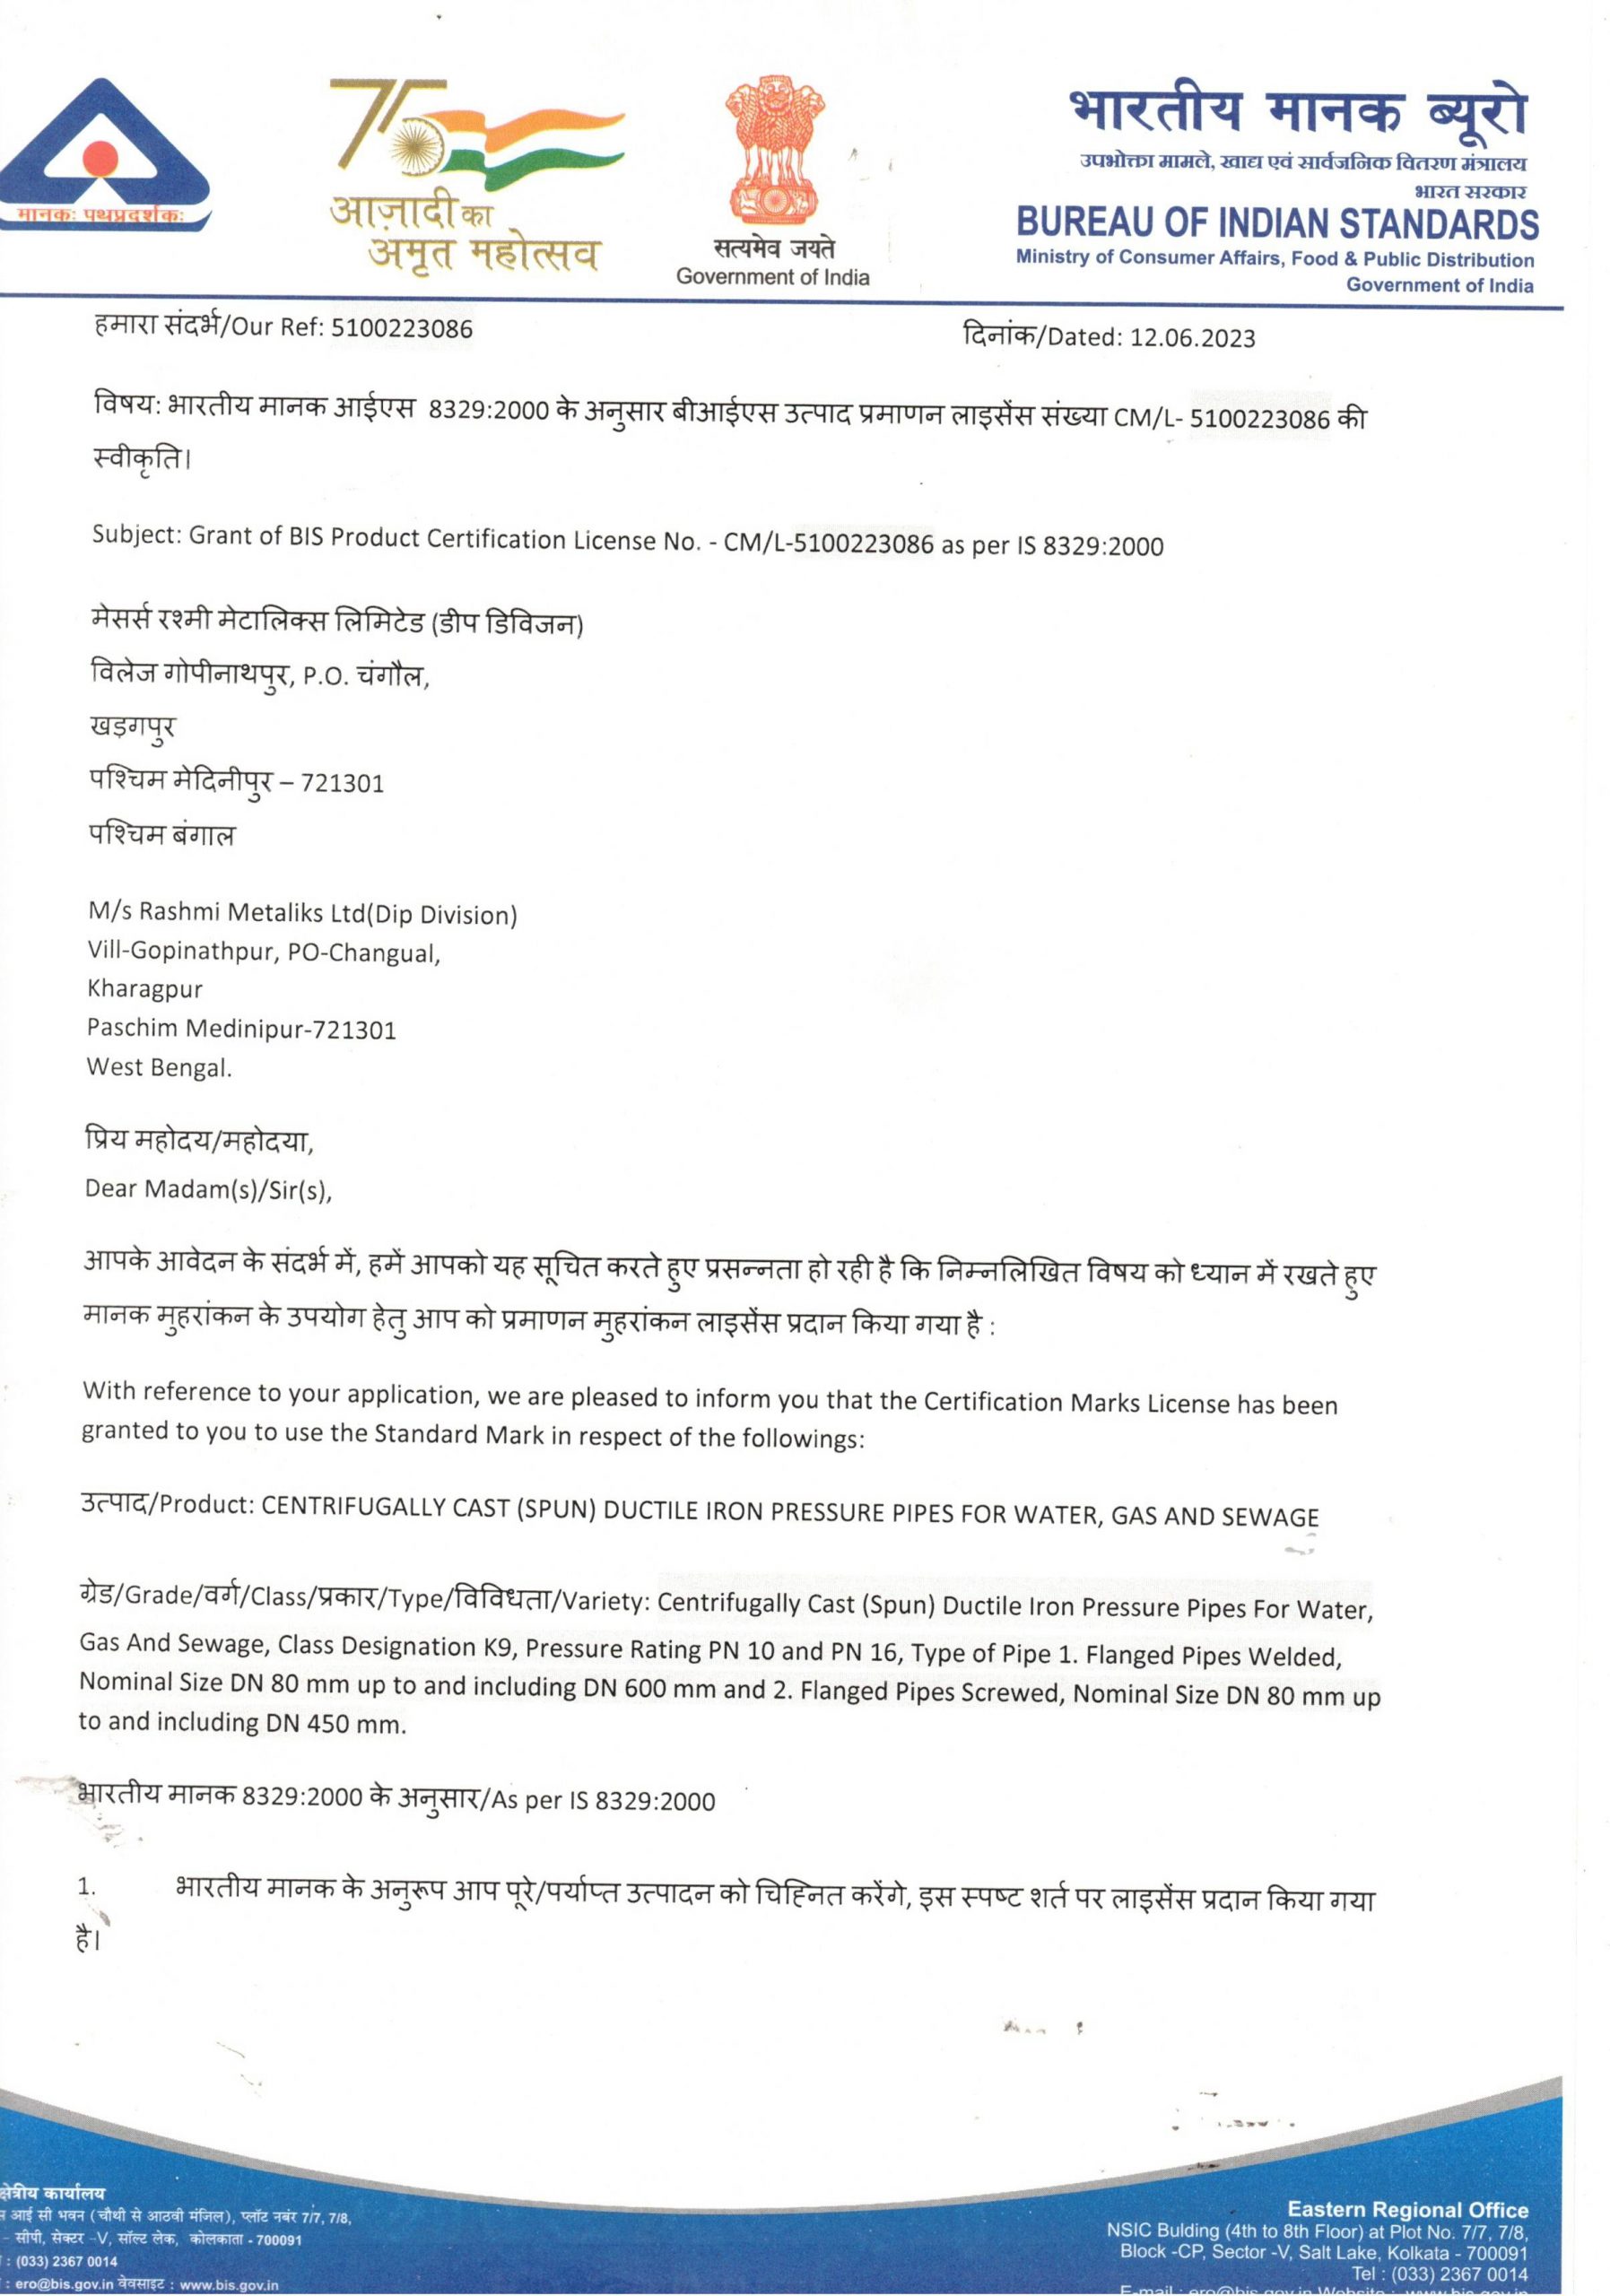 मानकः पथप्रदर्शकः
75
आज़ादी का
अमृत महोत्सव
सत्यमेव जयते
Government of India
भारतीय मानक ब्यूरो
उपभोक्ता मामले, खाद्य एवं सार्वजनिक वितरण मंत्रालय
भारत सरकार
BUREAU OF INDIAN STANDARDS
Ministry of Consumer Affairs, Food & Public Distribution
Government of India
हमारा संदर्भ/Our Ref: 5100223086
दिनांक/Dated: 12.06.2023
विषय: भारतीय मानक आईएस 8329:2000 के अनुसार बीआईएस उत्पाद प्रमाणन लाइसेंस संख्या CM/L- 5100223086 की
स्वीकृति।
Subject: Grant of BIS Product Certification License No. - CM/L-5100223086 as per IS 8329:2000
मेसर्स रश्मी मेटालिक्स लिमिटेड (डीप डिविजन)
विलेज गोपीनाथपुर, P.O. चंगौल,
खड़गपुर
पश्चिम मेदिनीपुर – 721301
पश्चिम बंगाल
M/s Rashmi Metaliks Ltd(Dip Division)
Vill-Gopinathpur, PO-Changual,
Kharagpur
Paschim Medinipur-721301
West Bengal.
प्रिय महोदय/महोदया,
Dear Madam(s)/Sir(s),
आपके आवेदन के संदर्भ में, हमें आपको यह सूचित करते हुए प्रसन्नता हो रही है कि निम्नलिखित विषय को ध्यान में रखते हुए
मानक मुहरांकन के उपयोग हेतु आप को प्रमाणन मुहरांकन लाइसेंस प्रदान किया गया है :
With reference to your application, we are pleased to inform you that the Certification Marks License has been
granted to you to use the Standard Mark in respect of the followings:
उत्पाद/Product: CENTRIFUGALLY CAST (SPUN) DUCTILE IRON PRESSURE PIPES FOR WATER, GAS AND SEWAGE
ग्रेड/Grade/वर्ग/Class/प्रकार/Type/विविधता/Variety: Centrifugally Cast (Spun) Ductile Iron Pressure Pipes For Water,
Gas And Sewage, Class Designation K9, Pressure Rating PN 10 and PN 16, Type of Pipe 1. Flanged Pipes Welded,
Nominal Size DN 80 mm up to and including DN 600 mm and 2. Flanged Pipes Screwed, Nominal Size DN 80 mm up
to and including DN 450 mm.
भारतीय मानक 8329:2000 के अनुसार/As per IS 8329:2000
1. भारतीय मानक के अनुरूप आप पूरे/पर्याप्त उत्पादन को चिह्नित करेंगे, इस स्पष्ट शर्त पर लाइसेंस प्रदान किया गया
है।
क्षेत्रीय कार्यालय
आई सी भवन (चौथी से आठवी मंजिल), प्लॉट नंबर 7/7, 7/8,
- सीपी, सेक्टर -V, सॉल्ट लेक, कोलकाता - 700091
: (033) 2367 0014
: ero@bis.gov.in वेवसाइट : www.bis.gov.in
Eastern Regional Office
NSIC Bulding (4th to 8th Floor) at Plot No. 7/7, 7/8,
Block -CP, Sector -V, Salt Lake, Kolkata - 700091
Tel : (033) 2367 0014
E-mail : ero@bis.gov.in Website : www.bis.gov.in